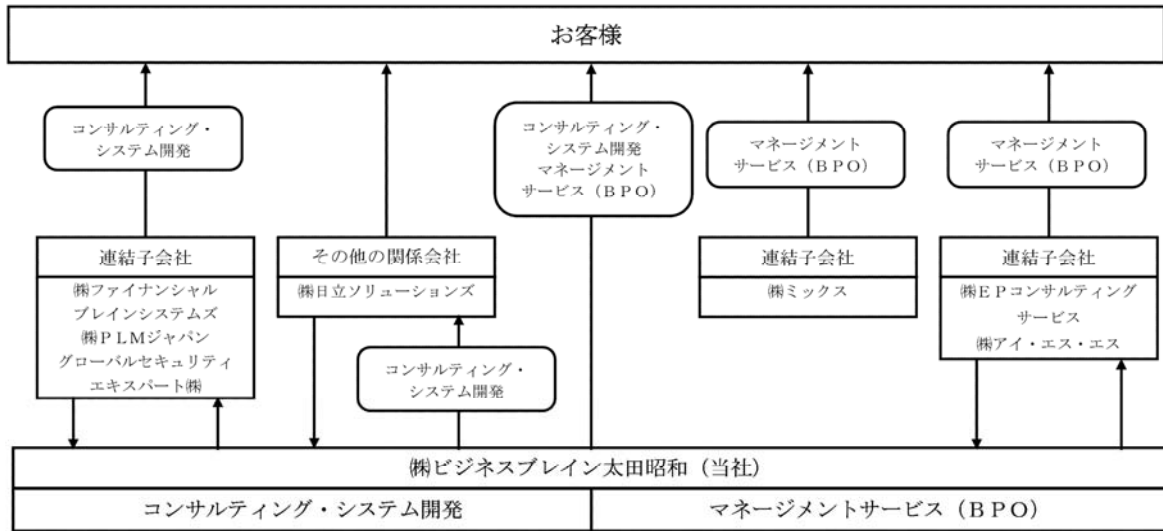 お客様
コンサルティング・
システム開発
コンサルティング・
システム開発
マネージメント
サービス（ＢＰＯ）
マネージメント
サービス（ＢＰＯ）
マネージメント
サービス（ＢＰＯ）
連結子会社
㈱ファイナンシャル
ブレインシステムズ
㈱ＰＬＭジャパン
グローバルセキュリティ
エキスパート㈱
その他の関係会社
㈱日立ソリューションズ
コンサルティング・
システム開発
連結子会社
㈱ミックス
連結子会社
㈱ＥＰコンサルティング
サービス
㈱アイ・エス・エス
㈱ビジネスブレイン太田昭和（当社）
コンサルティング・システム開発
マネージメントサービス（ＢＰＯ）